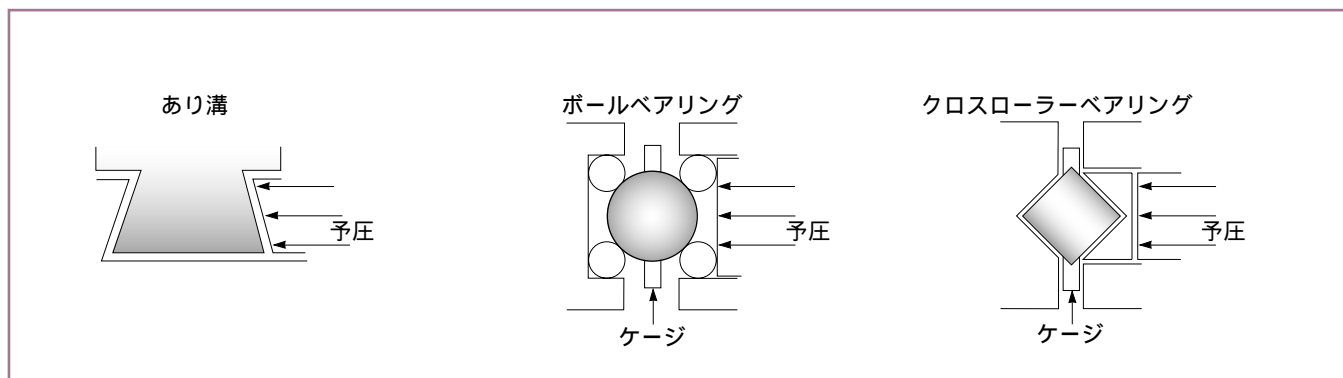 あり溝
予圧
ボールベアリング
予圧
ケージ
クロスローラーベアリング
予圧
ケージ